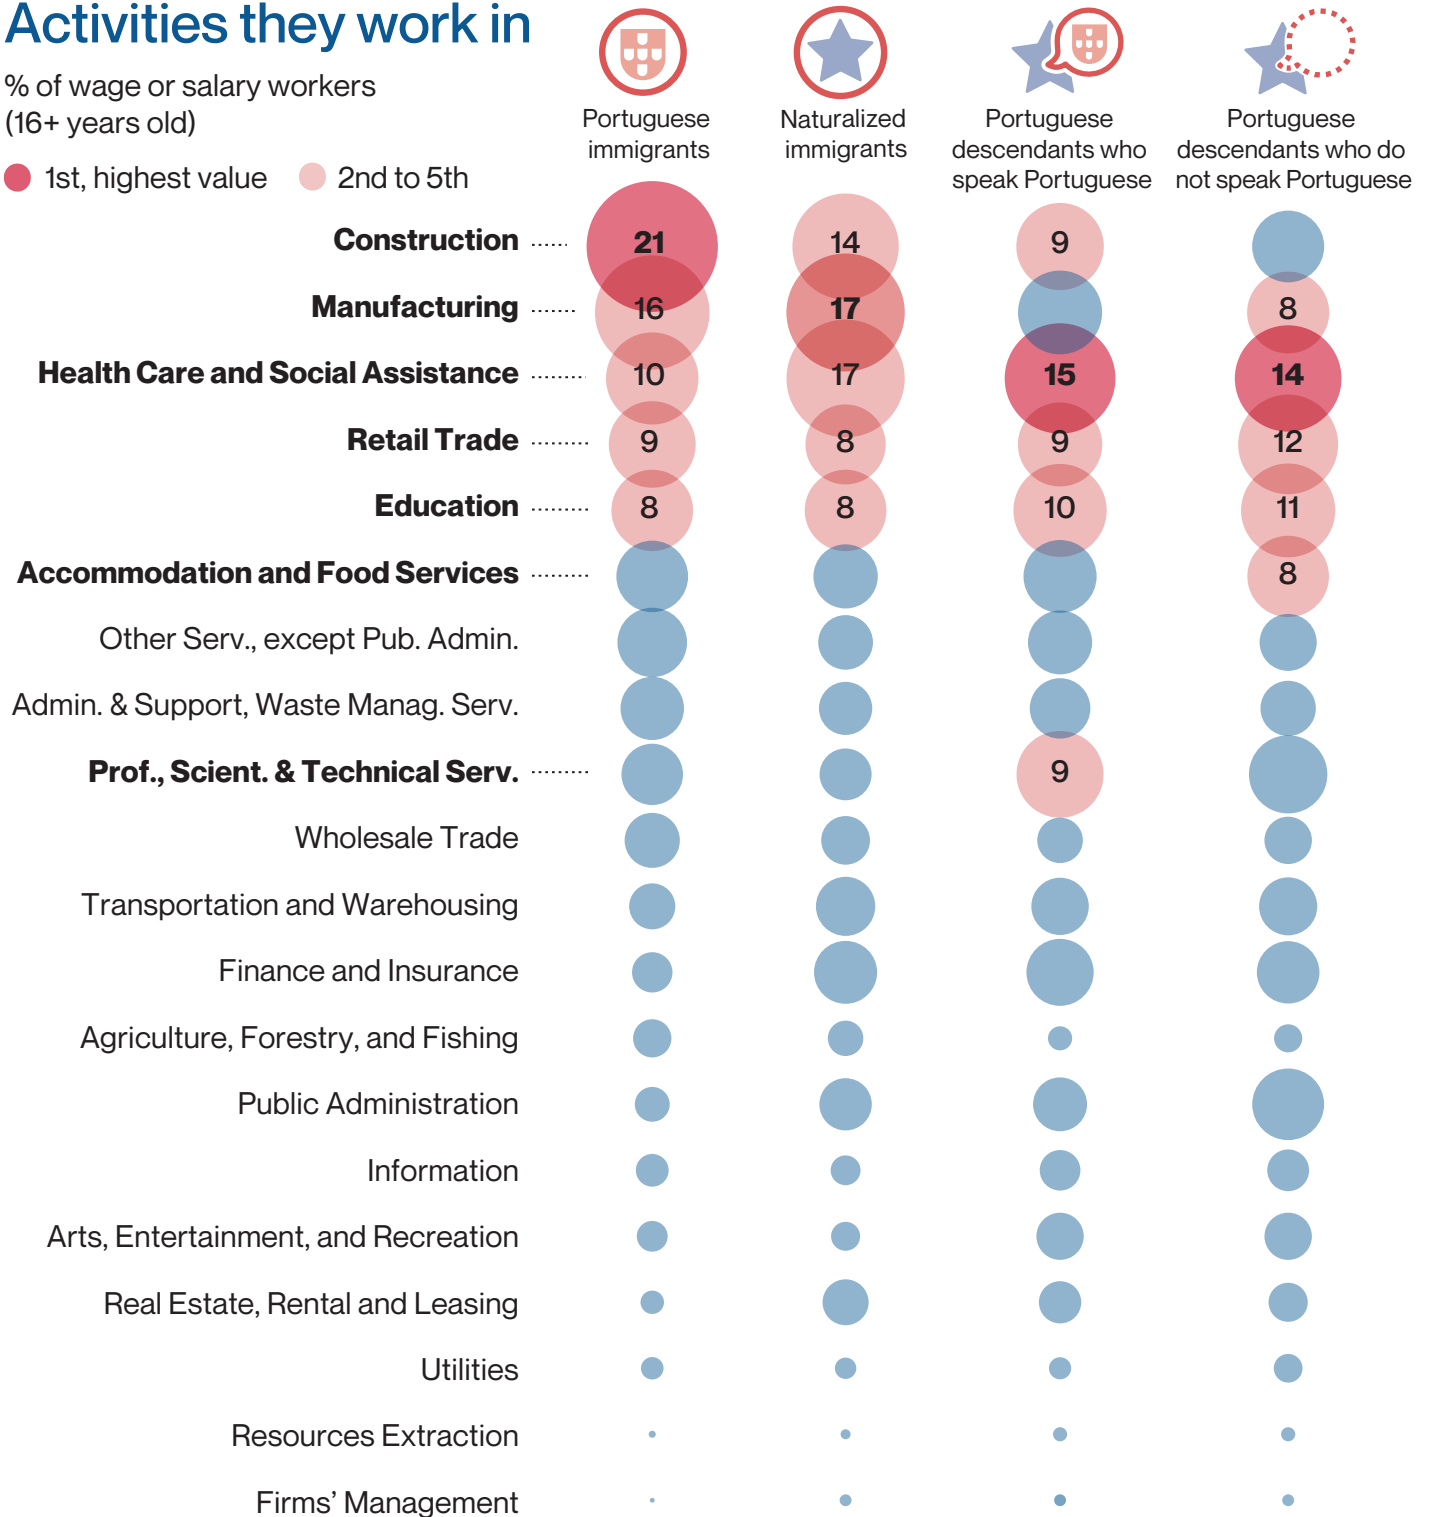 Activities they work in
% of wage or salary workers
(16+ years old)
1st, highest value
2nd to 5th
Portuguese
immigrants
Naturalized
immigrants
Portuguese
descendants who
speak Portuguese
Portuguese
descendants who do
not speak Portuguese
Construction ...... 21 14 9
Manufacturing ...... 16 17 8
Health Care and Social Assistance ........ 10 17 15 14
Retail Trade ........ 9 8 9 12
Education ........ 8 8 10 11
Accommodation and Food Services ........ 8
Other Serv., except Pub. Admin.
Admin. & Support, Waste Manag. Serv.
Prof., Scient. & Technical Serv. ........ 9
Wholesale Trade
Transportation and Warehousing
Finance and Insurance
Agriculture, Forestry, and Fishing
Public Administration
Information
Arts, Entertainment, and Recreation
Real Estate, Rental and Leasing
Utilities
Resources Extraction
Firms' Management